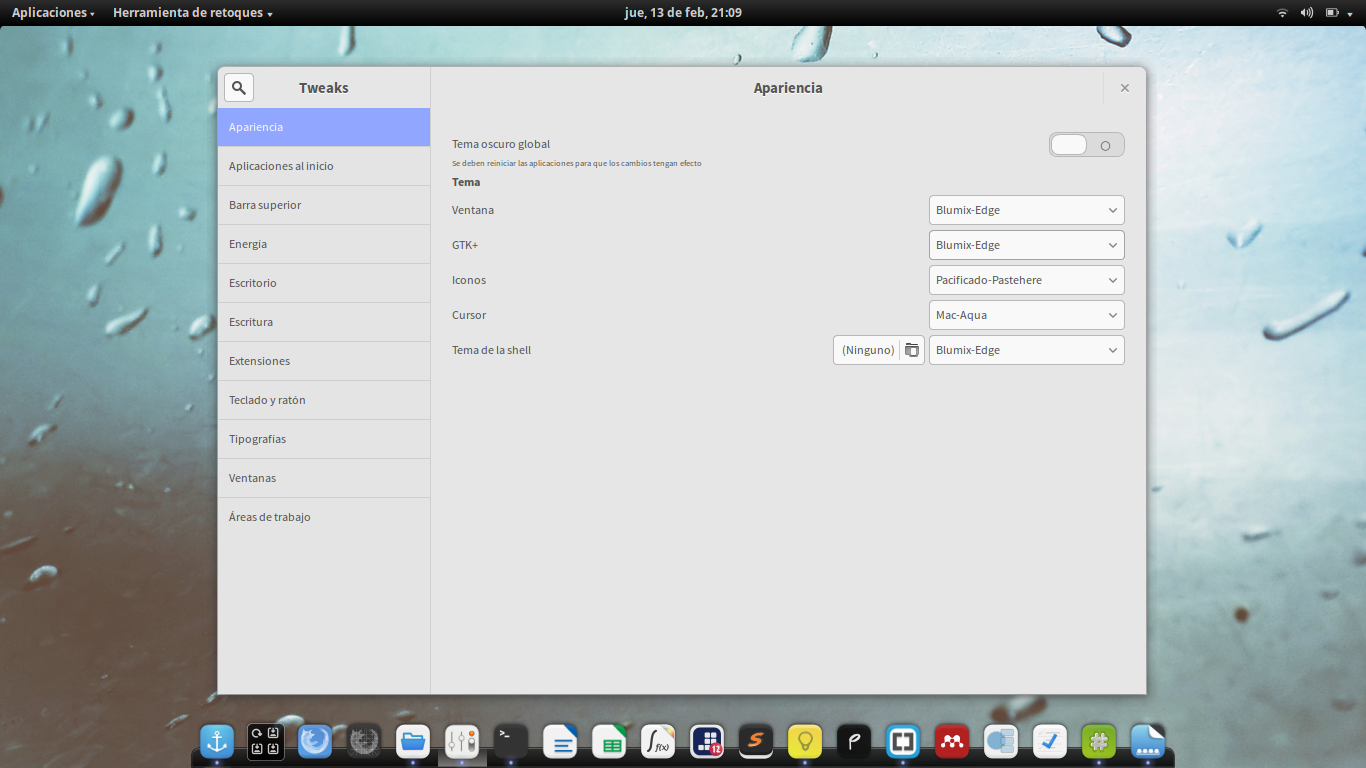 Aplicaciones
Herramienta de retoques
jue, 13 de feb, 21:09
Tweaks
Apariencia
Apariencia
Aplicaciones al inicio
Barra superior
Energia
Escritorio
Escritura
Extensiones
Teclado y ratón
Tipografías
Ventanas
Áreas de trabajo
Tema oscuro global
Se deben reiniciar las aplicaciones para que los cambios tengan efecto
Tema
Ventana Blumix-Edge
GTK+ Blumix-Edge
Iconos Pacificado-Pastehere
Cursor Mac-Aqua
Tema de la shell (Ninguno) Blumix-Edge
>_
f(x)
12
S